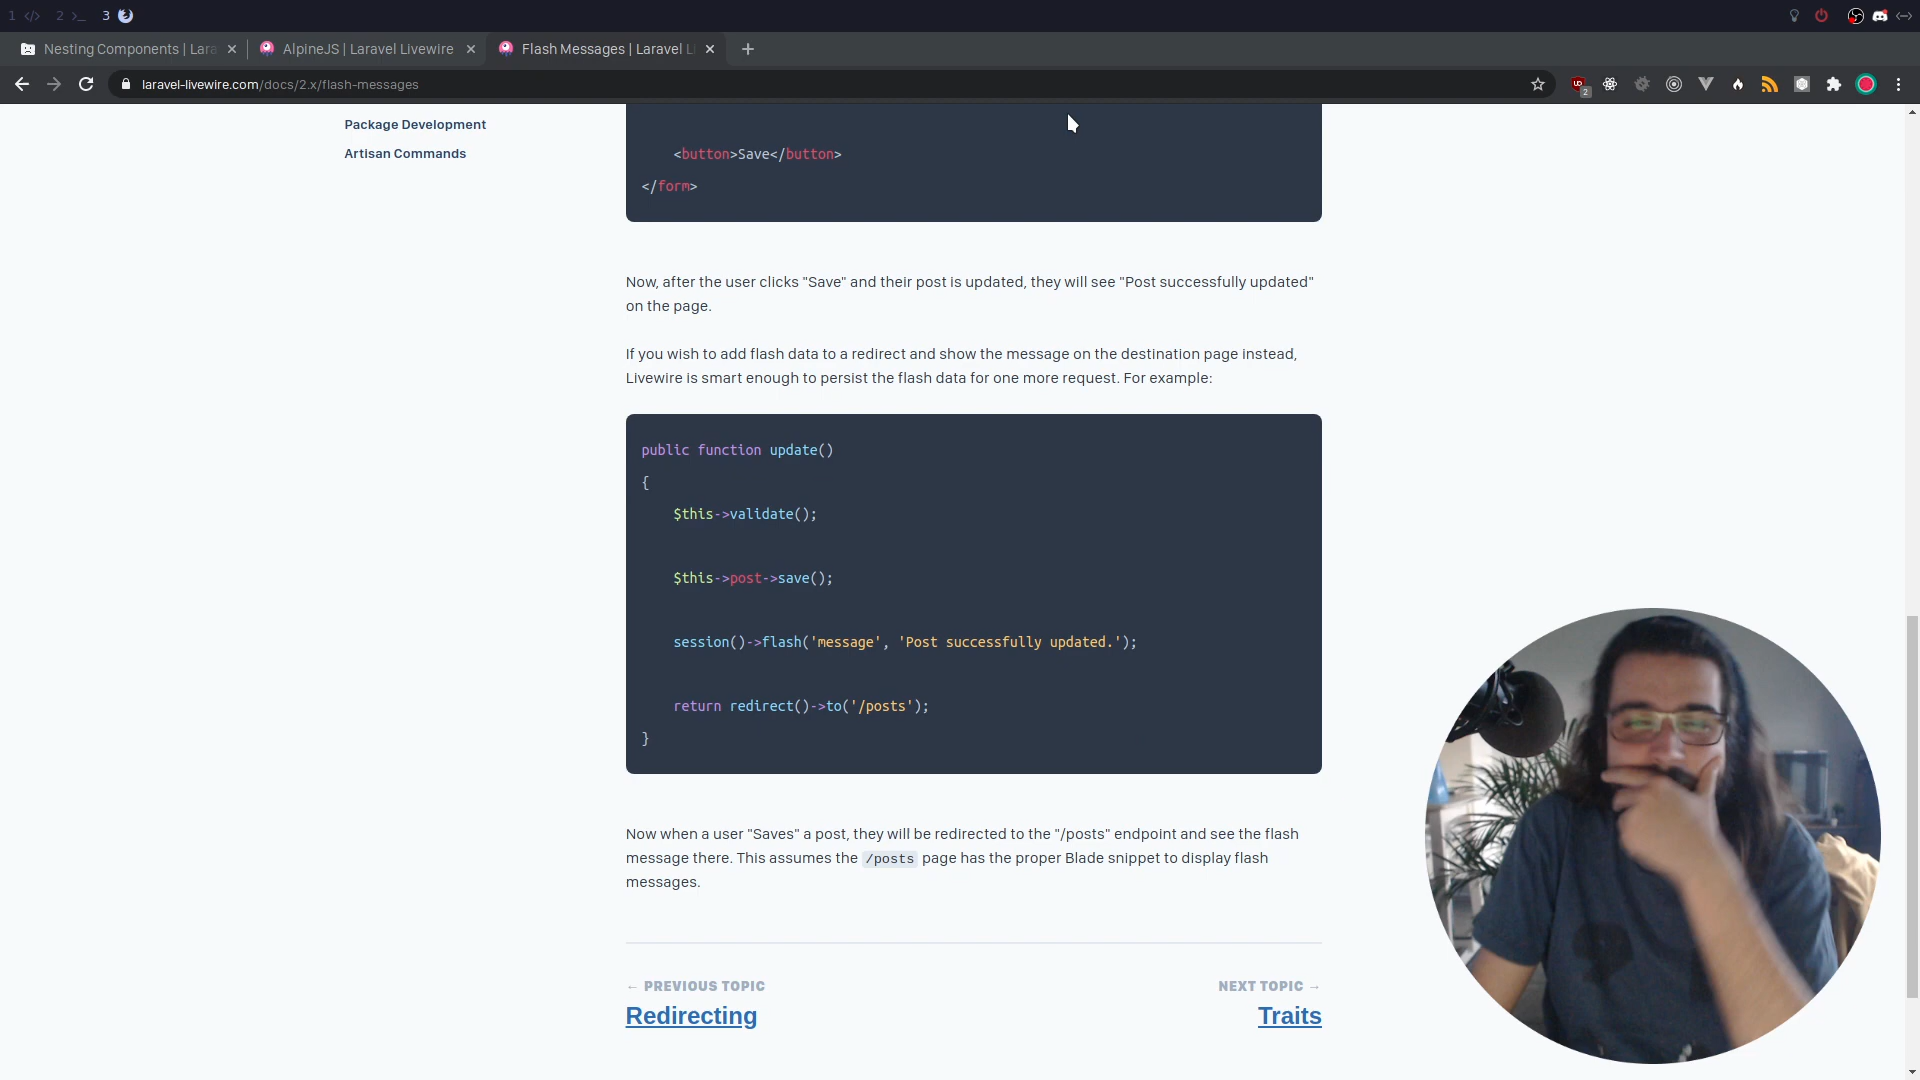 1 2 3
Nesting Components | Lara
AlpineJS | Laravel Livewire
Flash Messages | Laravel L
laravel-livewire.com/docs/2.x/flash-messages
2
Package Development
Artisan Commands
<button>Save</button>
</form>
Now, after the user clicks "Save" and their post is updated, they will see "Post successfully updated"
on the page.
If you wish to add flash data to a redirect and show the message on the destination page instead,
Livewire is smart enough to persist the flash data for one more request. For example:
public function update()
{
$this->validate();
$this->post->save();
session()->flash('message', 'Post successfully updated.');
return redirect()->to('/posts');
}
Now when a user "Saves" a post, they will be redirected to the "/posts" endpoint and see the flash
message there. This assumes the /posts page has the proper Blade snippet to display flash
messages.
← PREVIOUS TOPIC
Redirecting
NEXT TOPIC →
Traits